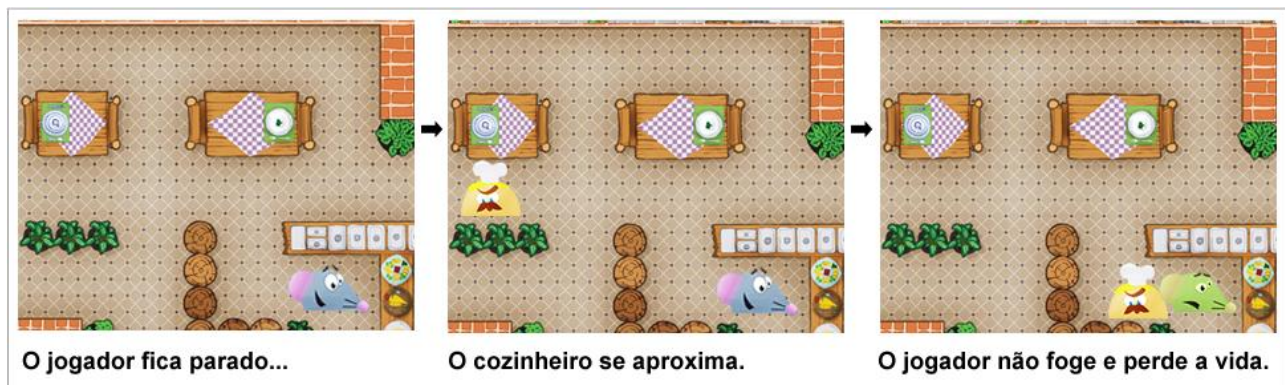 O jogador fica parado...
O cozinheiro se aproxima.
O jogador não foge e perde a vida.